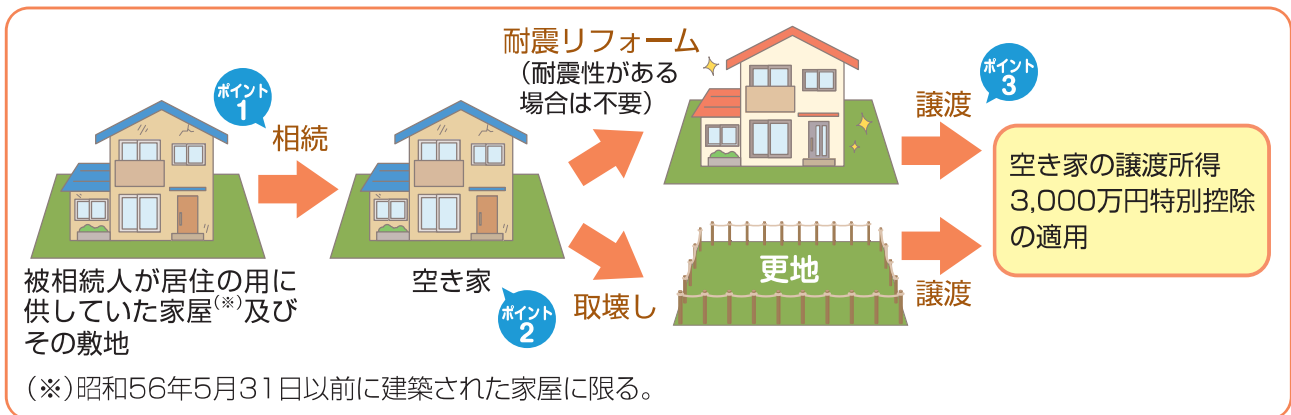 ポイント
1
相続
被相続人が居住の用に
供していた家屋(※)及び
その敷地
空き家
ポイント
2
耐震リフォーム
(耐震性がある
場合は不要)
取壊し
更地
ポイント
3
譲渡
譲渡
空き家の譲渡所得
3,000万円特別控除
の適用
(※)昭和56年5月31日以前に建築された家屋に限る。